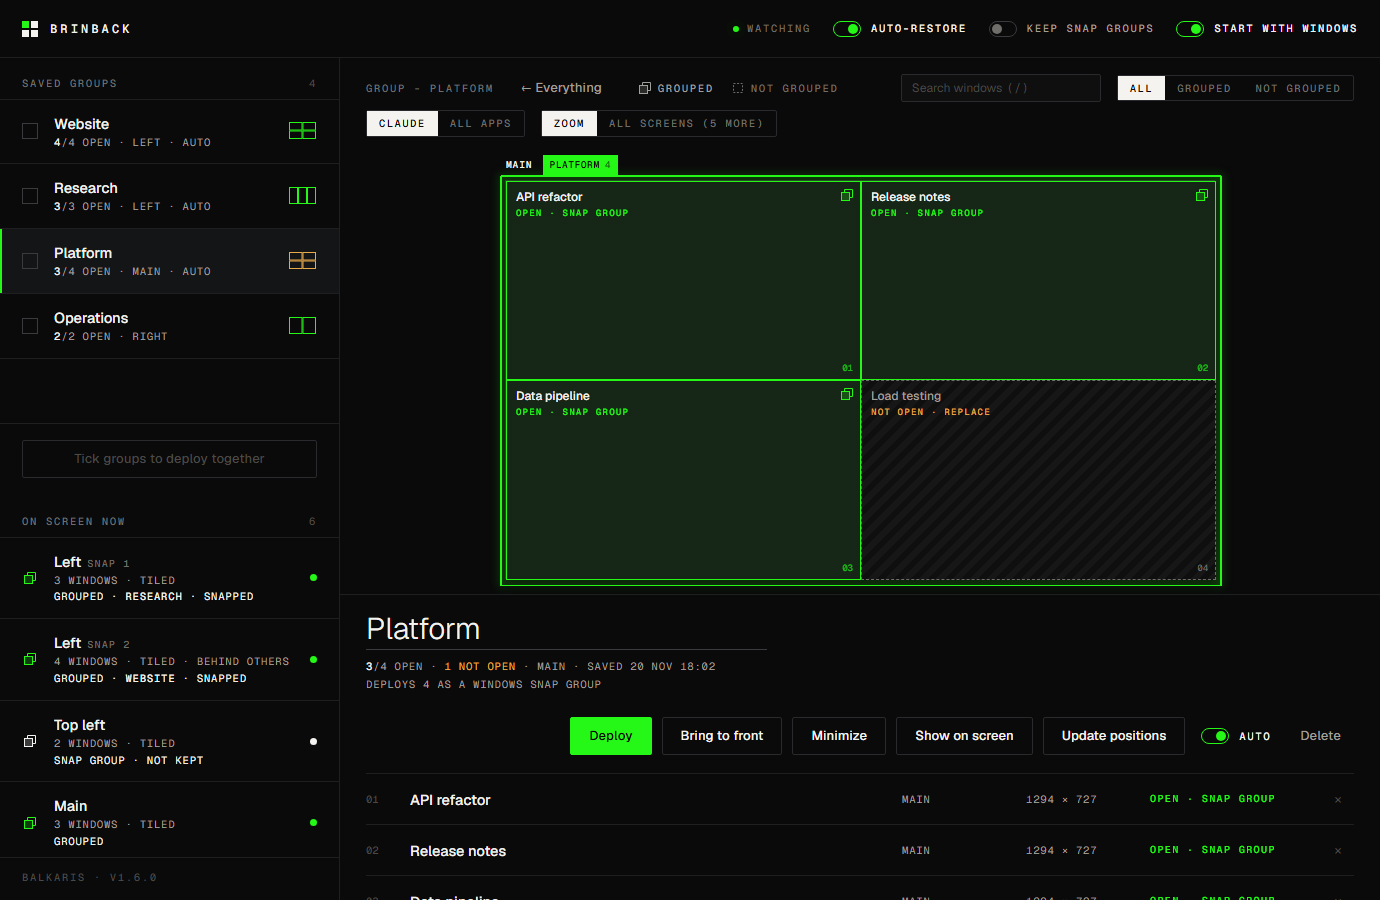 BRINBACK
WATCHING
AUTO-RESTORE
KEEP SNAP GROUPS
START WITH WINDOWS
SAVED GROUPS 4
Website
4/4 OPEN · LEFT · AUTO
Research
3/3 OPEN · LEFT · AUTO
Platform
3/4 OPEN · MAIN · AUTO
Operations
2/2 OPEN · RIGHT
Tick groups to deploy together
ON SCREEN NOW 6
Left SNAP 1
3 WINDOWS · TILED
GROUPED · RESEARCH · SNAPPED
Left SNAP 2
4 WINDOWS · TILED · BEHIND OTHERS
GROUPED · WEBSITE · SNAPPED
Top left
2 WINDOWS · TILED
SNAP GROUP · NOT KEPT
Main
3 WINDOWS · TILED
GROUPED
BALKARIS · V1.6.0
GROUP – PLATFORM
← Everything
GROUPED
NOT GROUPED
Search windows (/)
ALL
GROUPED
NOT GROUPED
CLAUDE
ALL APPS
ZOOM
ALL SCREENS (5 MORE)
MAIN
PLATFORM 4
API refactor
OPEN · SNAP GROUP
01
Release notes
OPEN · SNAP GROUP
02
Data pipeline
OPEN · SNAP GROUP
03
Load testing
NOT OPEN · REPLACE
04
Platform
3/4 OPEN · 1 NOT OPEN · MAIN · SAVED 20 NOV 18:02
DEPLOYS 4 AS A WINDOWS SNAP GROUP
Deploy
Bring to front
Minimize
Show on screen
Update positions
AUTO
Delete
01 API refactor MAIN 1294 × 727 OPEN · SNAP GROUP ×
02 Release notes MAIN 1294 × 727 OPEN · SNAP GROUP ×
03 Data pipeline MAIN 1294 × 727 OPEN · SNAP GROUP ×